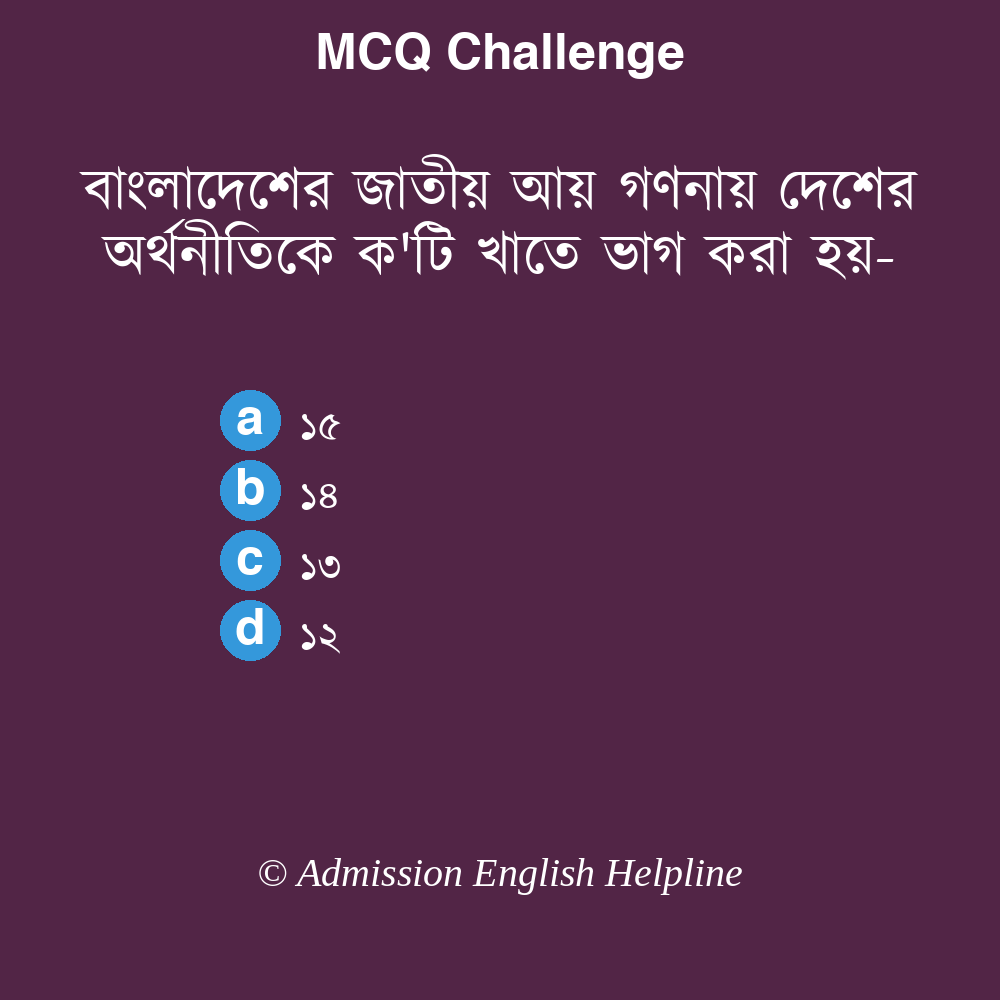 MCQ Challenge
বাংলাদেশের জাতীয় আয় গণনায় দেশের
অর্থনীতিকে ক'টি খাতে ভাগ করা হয়-
a ১৫
b ১৪
c ১৩
d ১২
© Admission English Helpline